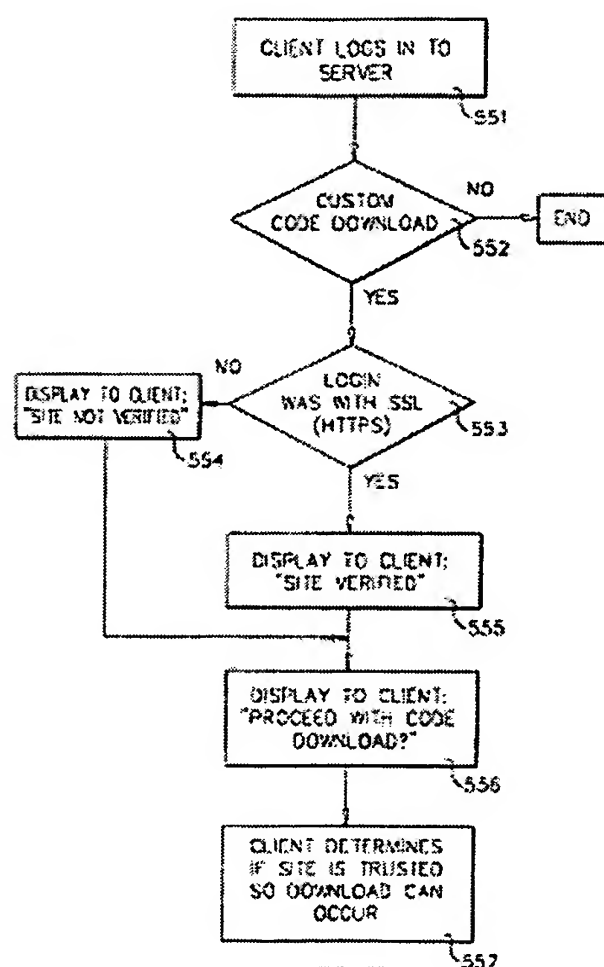 CLIENT LOGS IN TO
SERVER
551
CUSTOM
CODE DOWNLOAD
552
NO
END
YES
LOGIN
WAS WITH SSL
(HTTPS)
553
NO
DISPLAY TO CLIENT:
"SITE NOT VERIFIED"
554
YES
DISPLAY TO CLIENT:
"SITE VERIFIED"
555
DISPLAY TO CLIENT:
"PROCEED WITH CODE
DOWNLOAD?"
556
CLIENT DETERMINES
IF SITE IS TRUSTED
SO DOWNLOAD CAN
OCCUR
557